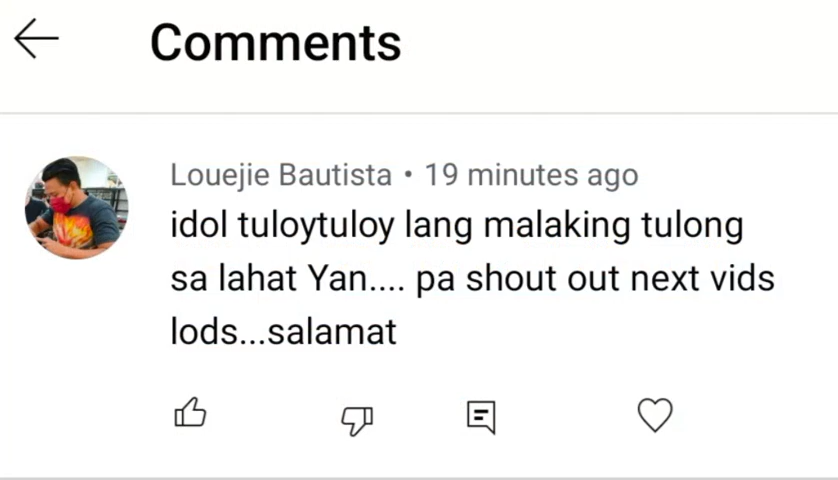 Comments
Louejie Bautista • 19 minutes ago
idol tuloytuloy lang malaking tulong
sa lahat Yan.... pa shout out next vids
lods...salamat